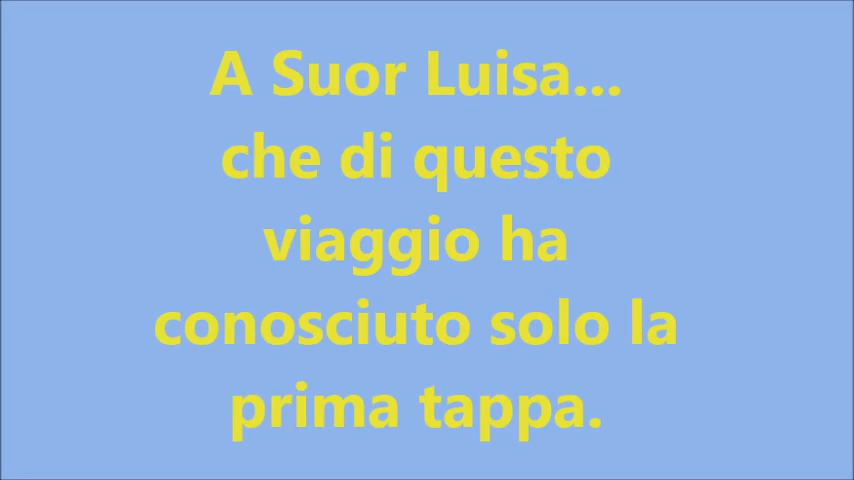 A Suor Luisa...
che di questo
viaggio ha
conosciuto solo la
prima tappa.